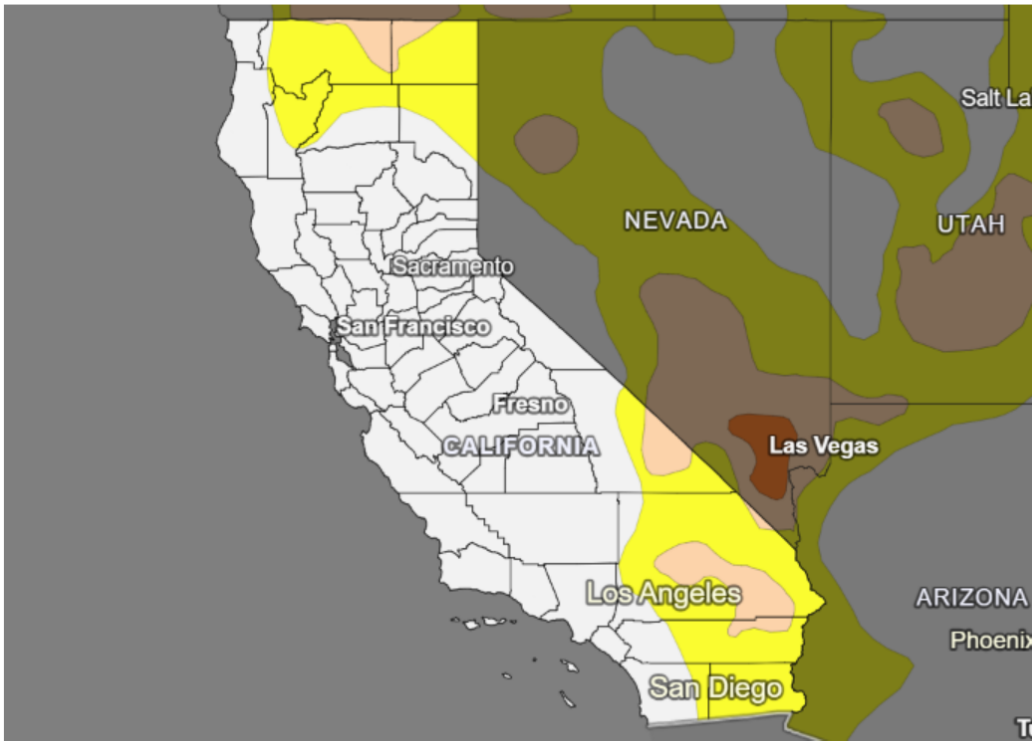 Salt La
NEVADA
UTAH
Sacramento
San Francisco
Fresno
CALIFORNIA
Las Vegas
Los Angeles
ARIZONA
Phoenix
San Diego
T